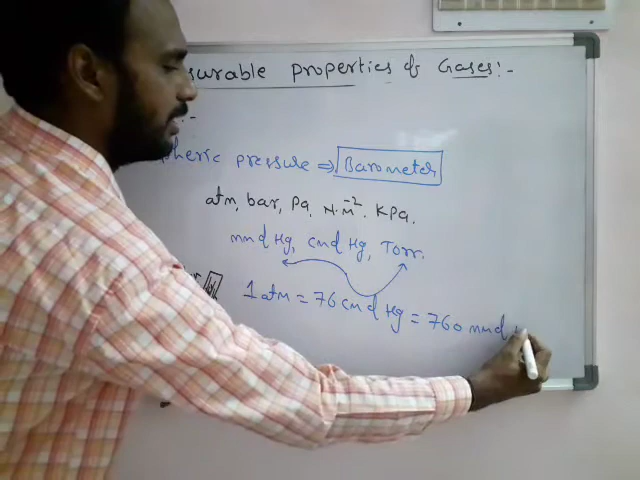 surable properties of Gases:-
:-
pheric pressure ⇒ Barometer
atm, bar, Pa, N.m⁻², KPa.
mm of Hg, cm of Hg, Torr.
1 atm = 76 cm of Hg = 760 mm of